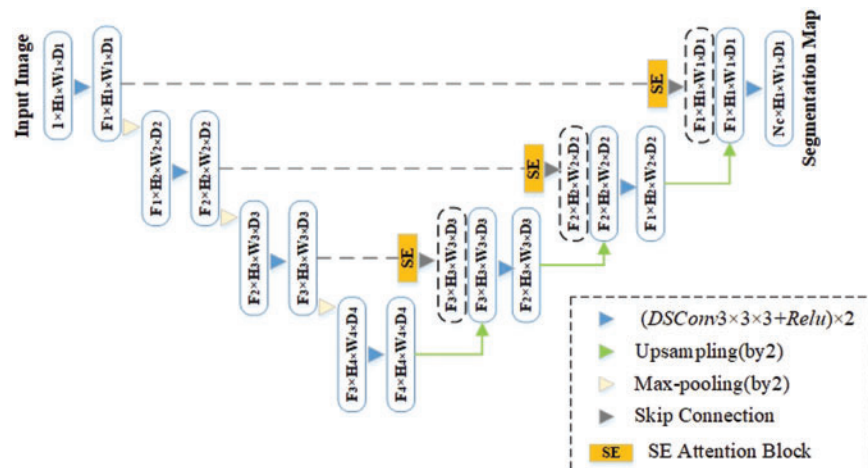 Input Image
1×H1×W1×D1
F1×H1×W1×D1
SE
F1×H1×W1×D1
F1×H1×W1×D1
Nc×H1×W1×D1
Segmentation Map
F1×H2×W2×D2
F2×H2×W2×D2
SE
F2×H2×W2×D2
F2×H2×W2×D2
F1×H2×W2×D2
F2×H3×W3×D3
F3×H3×W3×D3
SE
F3×H3×W3×D3
F3×H3×W3×D3
F2×H3×W3×D3
F3×H4×W4×D4
F4×H4×W4×D4
(DSConv3×3×3+Relu)×2
Upsampling(by2)
Max-pooling(by2)
Skip Connection
SE SE Attention Block